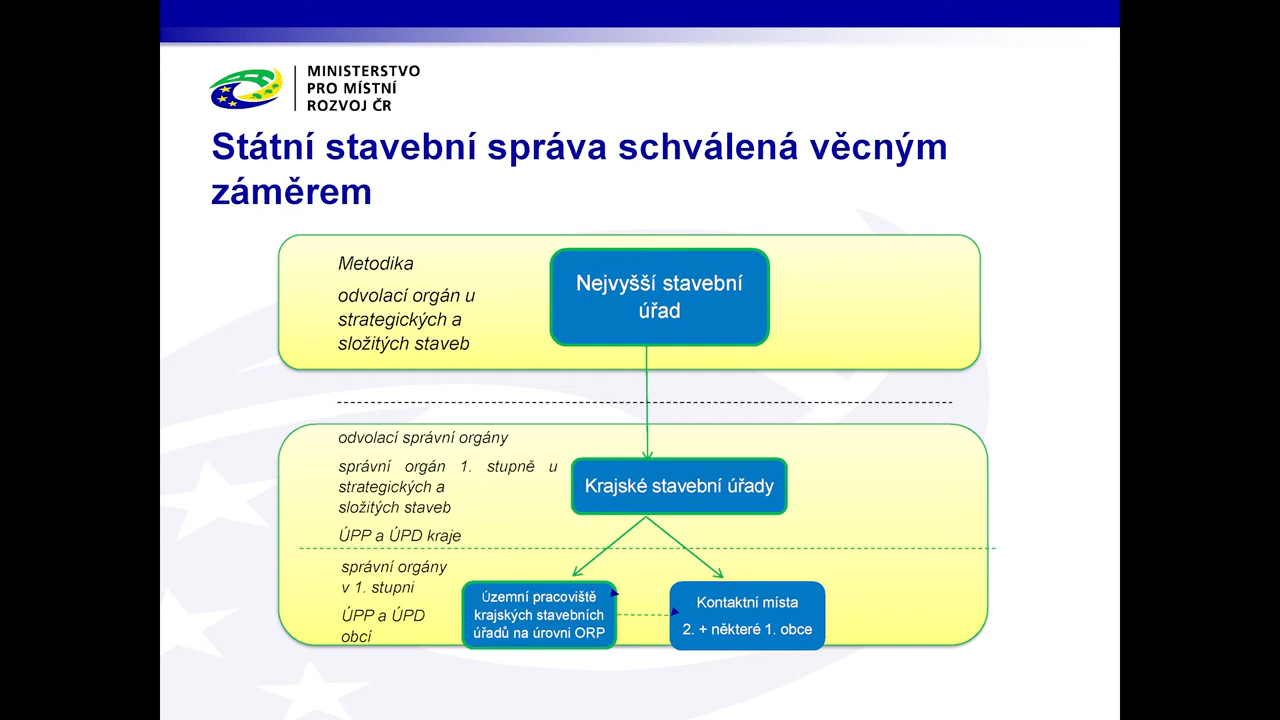 MINISTERSTVO
PRO MÍSTNÍ
ROZVOJ ČR
Státní stavební správa schválená věcným
záměrem
Metodika
odvolací orgán u
strategických a
složitých staveb
Nejvyšší stavební
úřad
odvolací správní orgány
správní orgán 1. stupně u
strategických a
složitých staveb
ÚPP a ÚPD kraje
Krajské stavební úřady
správní orgány
v 1. stupni
ÚPP a ÚPD
obcí
Územní pracoviště
krajských stavebních
úřadů na úrovni ORP
Kontaktní místa
2. + některé 1. obce